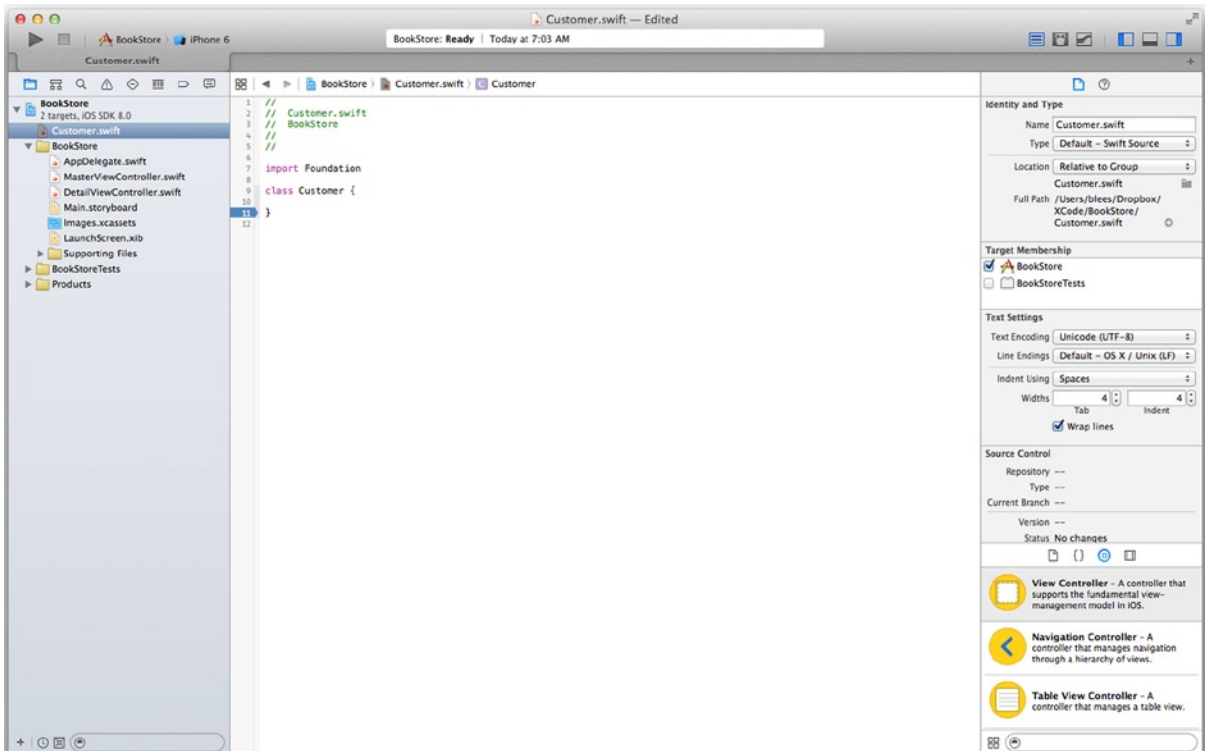 Customer.swift — Edited
BookStore iPhone 6
BookStore: Ready | Today at 7:03 AM
Customer.swift
BookStore
2 targets, iOS SDK 8.0
Customer.swift
BookStore
AppDelegate.swift
MasterViewController.swift
DetailViewController.swift
Main.storyboard
Images.xcassets
LaunchScreen.xib
Supporting Files
BookStoreTests
Products
BookStore Customer.swift C Customer
1 //
2 // Customer.swift
3 // BookStore
4 //
5 //
6
7 import Foundation
8
9 class Customer {
10
11 }
12
Identity and Type
Name Customer.swift
Type Default - Swift Source
Location Relative to Group
Customer.swift
Full Path /Users/blees/Dropbox/
XCode/BookStore/
Customer.swift
Target Membership
BookStore
BookStoreTests
Text Settings
Text Encoding Unicode (UTF-8)
Line Endings Default - OS X / Unix (LF)
Indent Using Spaces
Widths 4 4
Tab Indent
Wrap lines
Source Control
Repository --
Type --
Current Branch --
Version --
Status No changes
{}
View Controller - A controller that
supports the fundamental view-
management model in iOS.
Navigation Controller - A
controller that manages navigation
through a hierarchy of views.
Table View Controller - A
controller that manages a table view.